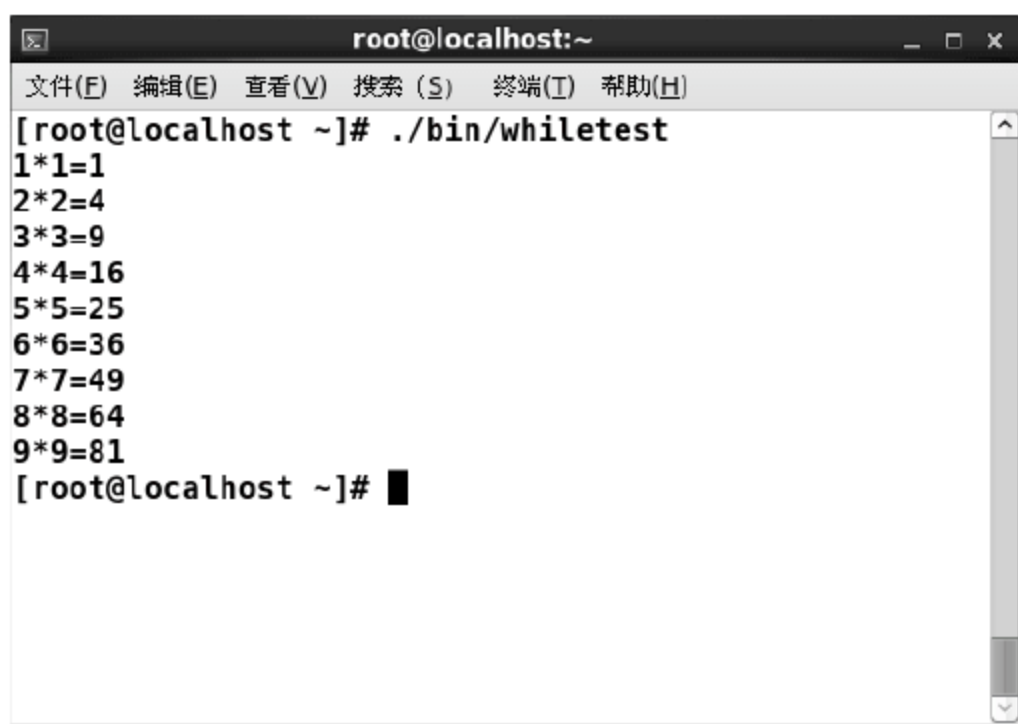 root@localhost:~
文件(F) 编辑(E) 查看(V) 搜索 (S) 终端(T) 帮助(H)
[root@localhost ~]# ./bin/whiletest
1*1=1
2*2=4
3*3=9
4*4=16
5*5=25
6*6=36
7*7=49
8*8=64
9*9=81
[root@localhost ~]#